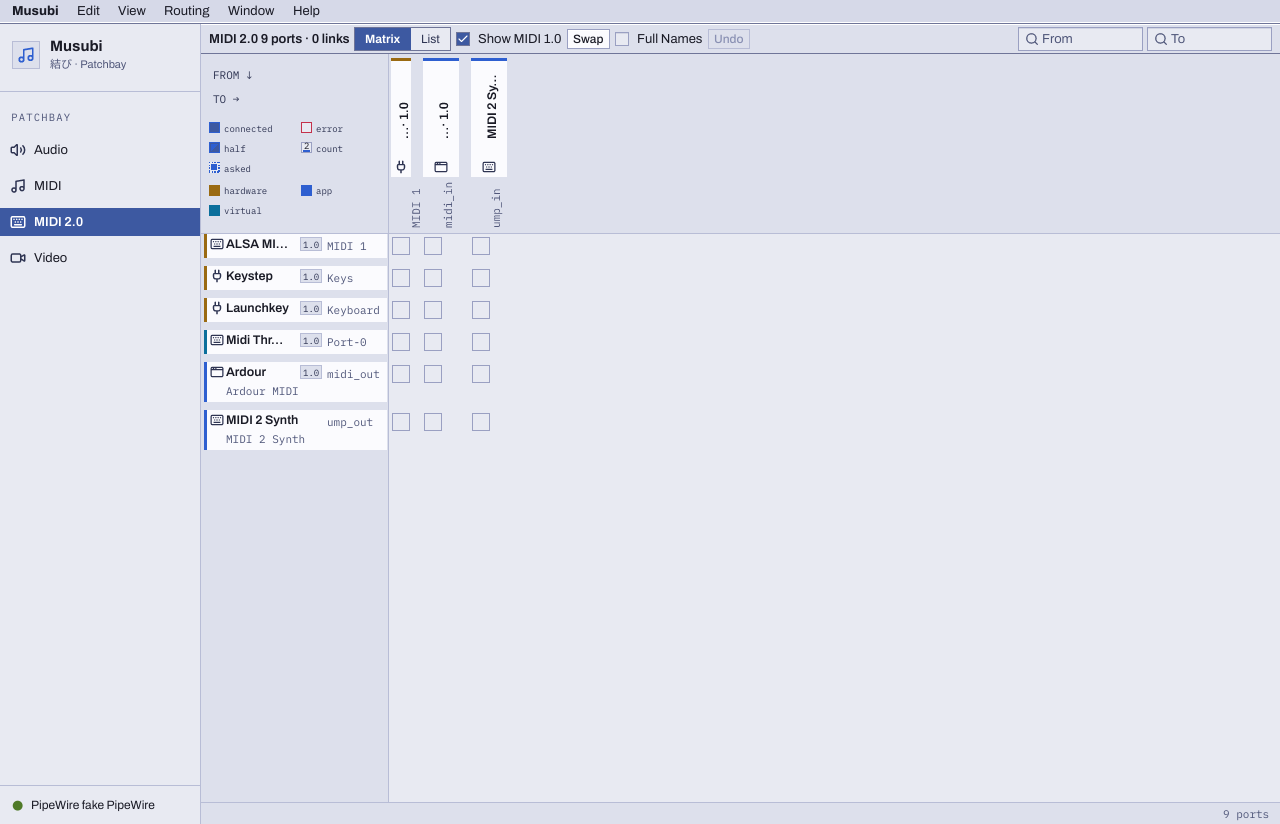 Musubi Edit View Routing Window Help
Musubi
結び · Patchbay
PATCHBAY
Audio
MIDI
MIDI 2.0
Video
PipeWire fake PipeWire
MIDI 2.0 9 ports · 0 links Matrix List Show MIDI 1.0 Swap Full Names Undo From To
FROM ↓
TO →
connected error
half 2 count
asked
hardware app
virtual
…· 1.0
…· 1.0
MIDI 2 Sy…
MIDI 1
midi_in
ump_in
ALSA MI… 1.0 MIDI 1
Keystep 1.0 Keys
Launchkey 1.0 Keyboard
Midi Thr… 1.0 Port-0
Ardour 1.0 midi_out
Ardour MIDI
MIDI 2 Synth ump_out
MIDI 2 Synth
9 ports